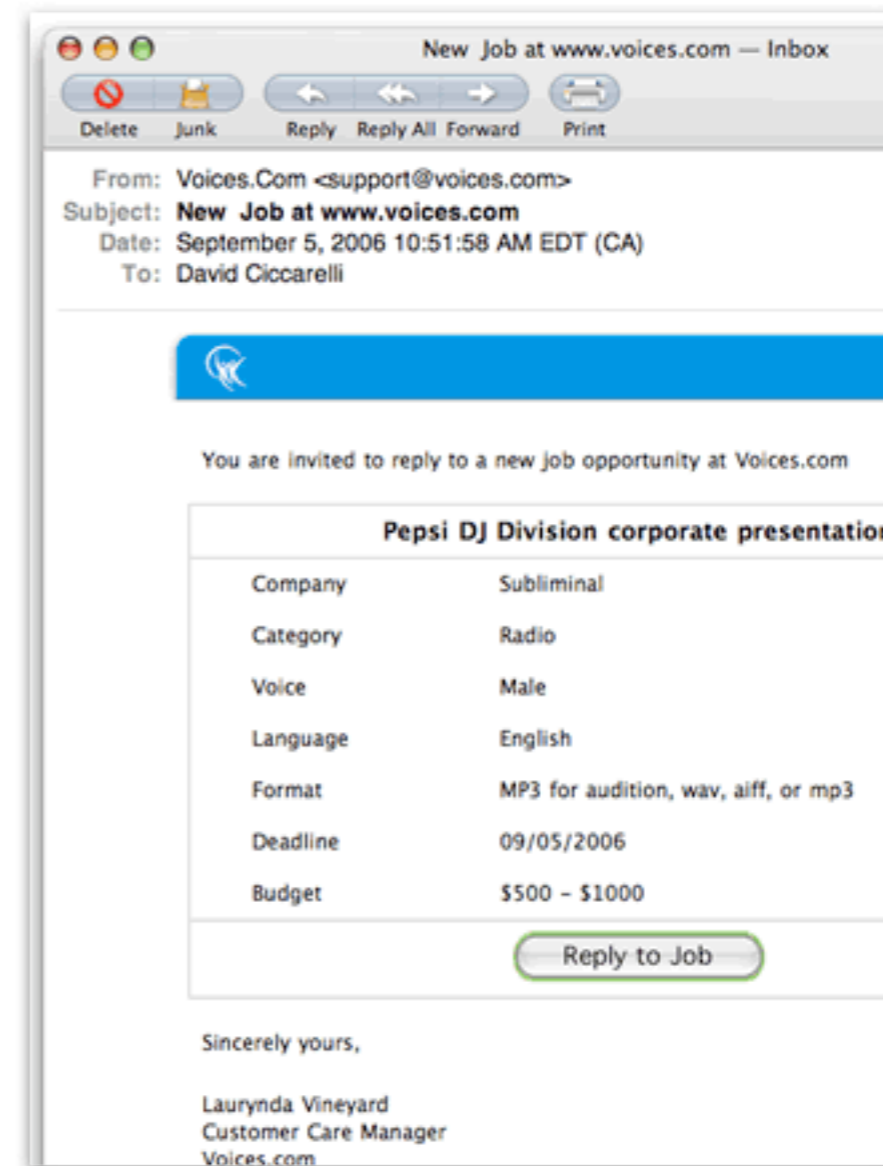 New Job at www.voices.com — Inbox
Delete Junk Reply Reply All Forward Print
From: Voices.Com <support@voices.com>
Subject: New Job at www.voices.com
Date: September 5, 2006 10:51:58 AM EDT (CA)
To: David Ciccarelli
You are invited to reply to a new job opportunity at Voices.com
Pepsi DJ Division corporate presentation
Company Subliminal
Category Radio
Voice Male
Language English
Format MP3 for audition, wav, aiff, or mp3
Deadline 09/05/2006
Budget $500 – $1000
Reply to Job
Sincerely yours,
Laurynda Vineyard
Customer Care Manager
Voices.com